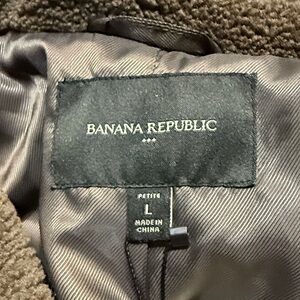 BANANA REPUBLIC
PETITE
L
MADE IN
CHINA